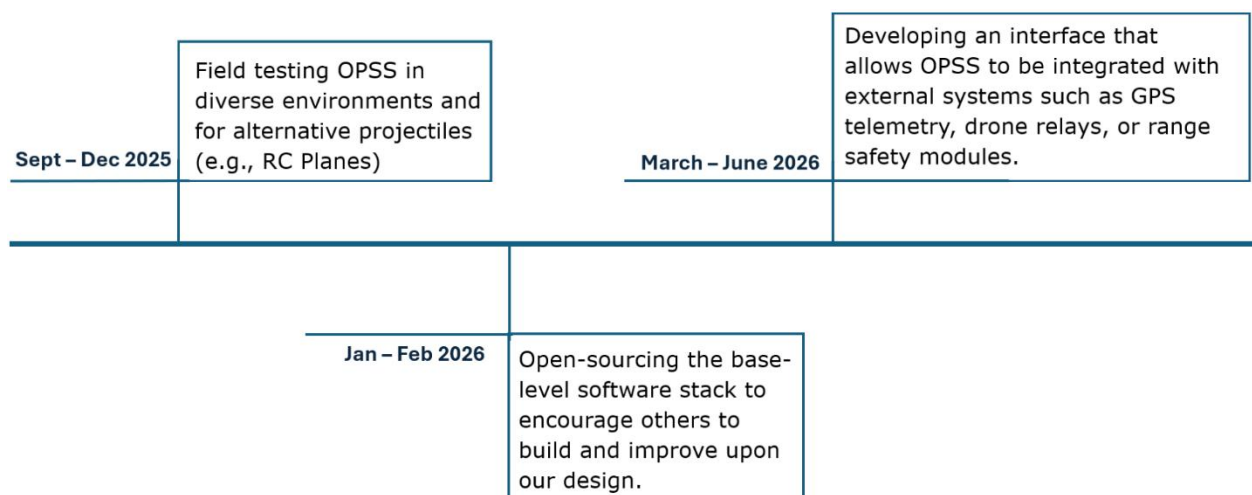 Sept – Dec 2025
Field testing OPSS in
diverse environments and
for alternative projectiles
(e.g., RC Planes)
Jan – Feb 2026
Open-sourcing the base-
level software stack to
encourage others to
build and improve upon
our design.
March – June 2026
Developing an interface that
allows OPSS to be integrated with
external systems such as GPS
telemetry, drone relays, or range
safety modules.